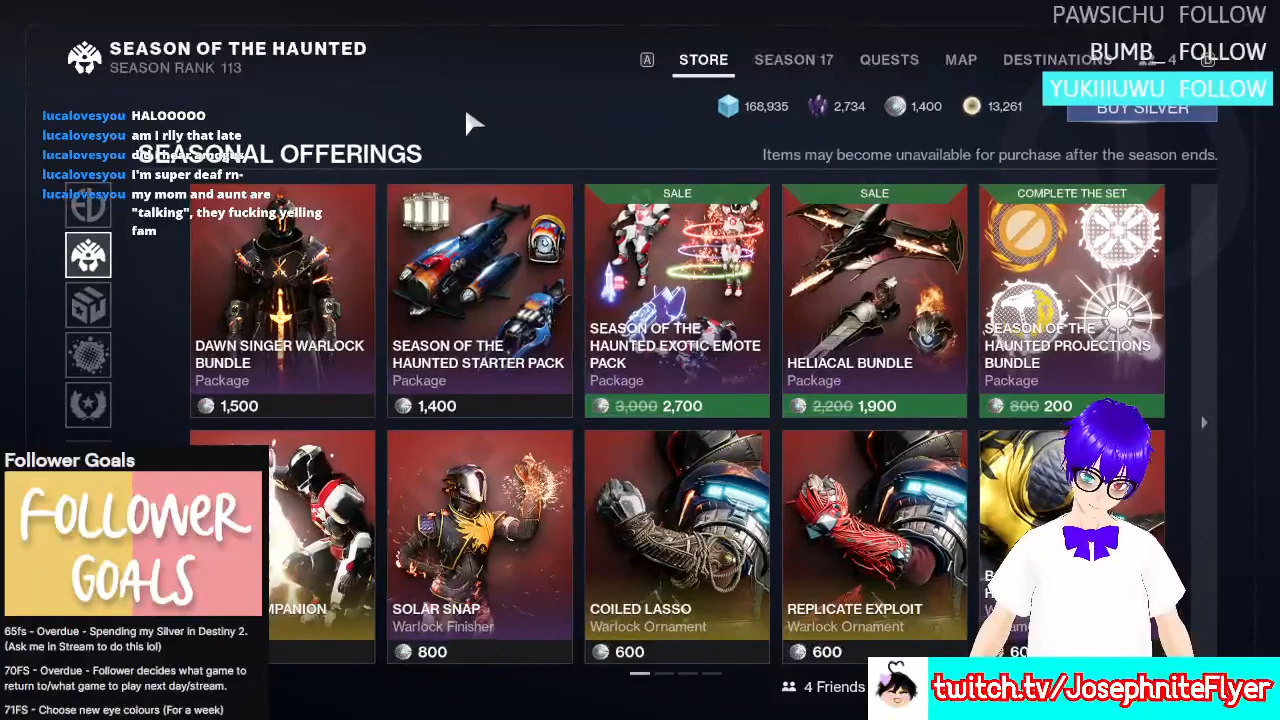 SEASON OF THE HAUNTED
SEASON RANK 113
STORE
SEASON 17
QUESTS
MAP
DESTINATIONS
4
PAWSICHU FOLLOW
BUMB_ FOLLOW
YUKIIIUWU FOLLOW
168,935
2,734
1,400
13,261
BUY SILVER
lucalovesyou HALOOOOO
lucalovesyou am I rlly that late
lucalovesyou did I hear
lucalovesyou I'm super deaf rn-
lucalovesyou my mom and aunt are
"talking", they fucking yelling
fam
SEASONAL OFFERINGS
Items may become unavailable for purchase after the season ends.
DAWN SINGER WARLOCK
BUNDLE
Package
1,500
SEASON OF THE
HAUNTED STARTER PACK
Package
1,400
SALE
SEASON OF THE
HAUNTED EXOTIC EMOTE
PACK
Package
3,000 2,700
SALE
HELIACAL BUNDLE
Package
2,200 1,900
COMPLETE THE SET
SEASON OF THE
HAUNTED PROJECTIONS
BUNDLE
Package
800 200
SOLAR SNAP
Warlock Finisher
800
COILED LASSO
Warlock Ornament
600
REPLICATE EXPLOIT
Warlock Ornament
600
Follower Goals
FOLLOWER
GOALS
65fs - Overdue - Spending my Silver in Destiny 2.
(Ask me in Stream to do this lol)
70FS - Overdue - Follower decides what game to
return to/what game to play next day/stream.
71FS - Choose new eye colours (For a week)
4 Friends
twitch.tv/JosephniteFlyer